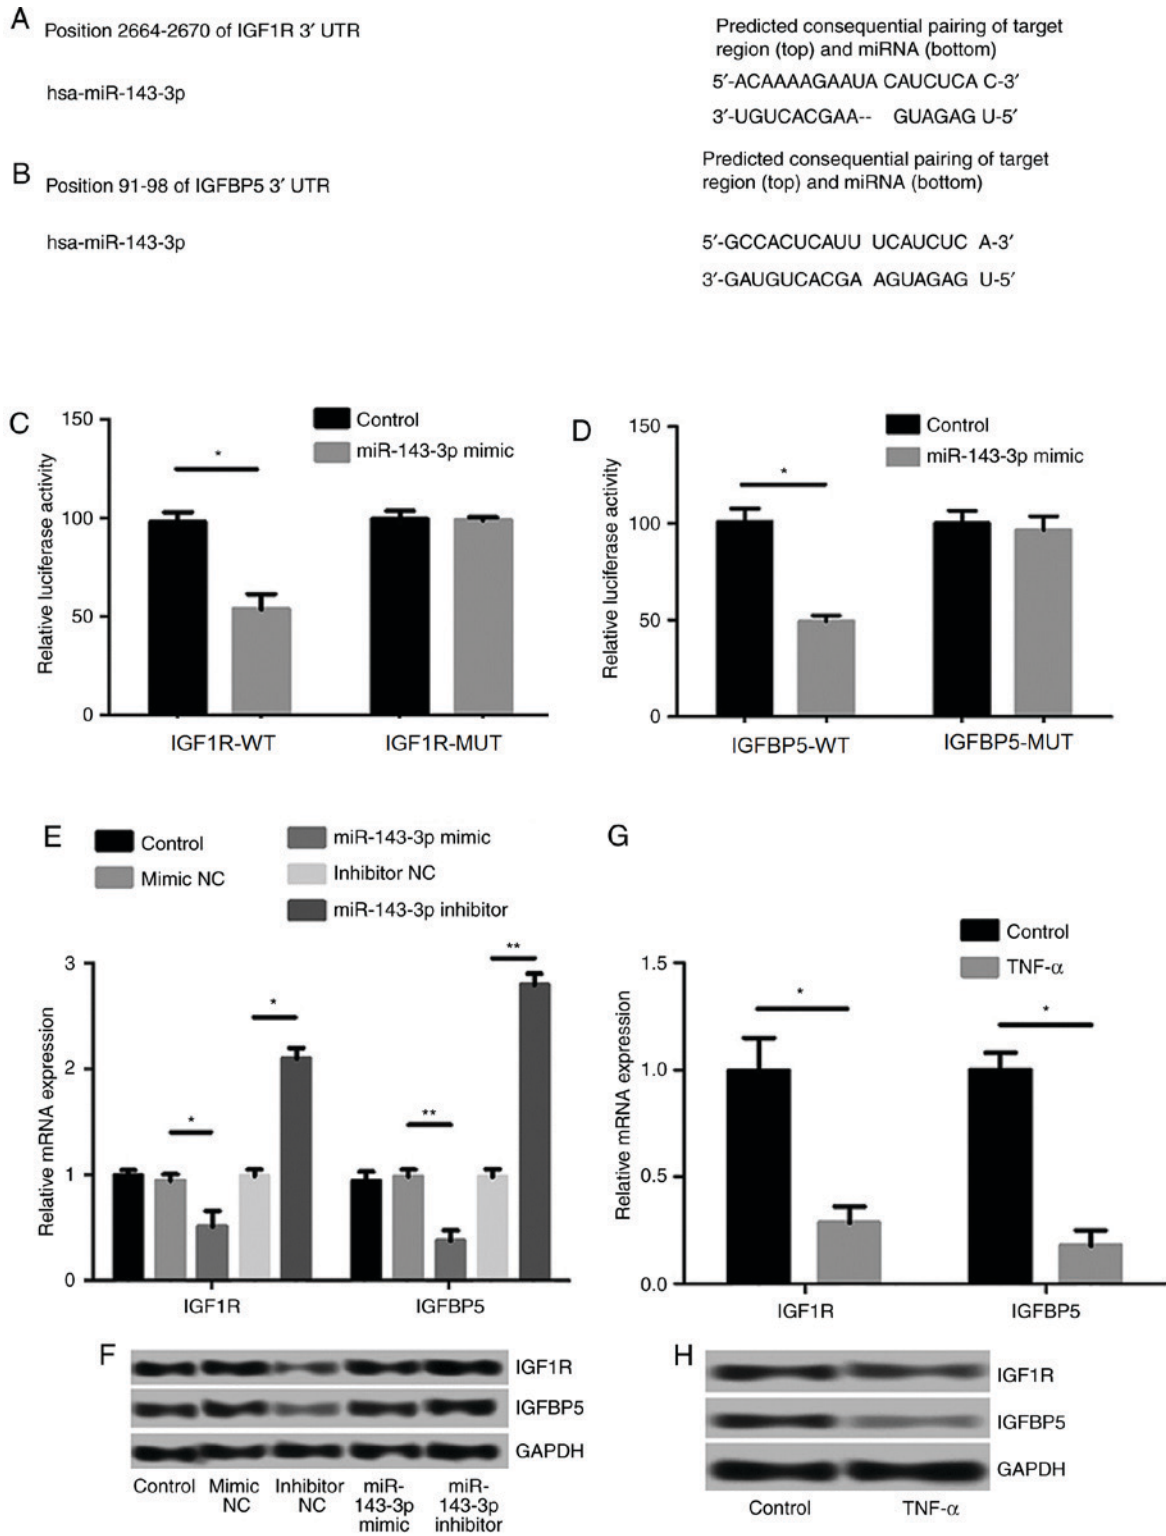 A
Position 2664-2670 of IGF1R 3′ UTR
Predicted consequential pairing of target
region (top) and miRNA (bottom)
5′-ACAAAAGAAUA CAUCUCA C-3′
hsa-miR-143-3p
3′-UGUCACGAA-- GUAGAG U-5′
B
Position 91-98 of IGFBP5 3′ UTR
Predicted consequential pairing of target
region (top) and miRNA (bottom)
hsa-miR-143-3p
5′-GCCACUCAUU UCAUCUC A-3′
3′-GAUGUCACGA AGUAGAG U-5′
C
Control
miR-143-3p mimic
Relative luciferase activity
150
100
50
0
*
IGF1R-WT
IGF1R-MUT
D
Control
miR-143-3p mimic
Relative luciferase activity
150
100
50
0
*
IGFBP5-WT
IGFBP5-MUT
E
Control
Mimic NC
miR-143-3p mimic
Inhibitor NC
miR-143-3p inhibitor
Relative mRNA expression
3
2
1
0
*
*
**
**
IGF1R
IGFBP5
G
Control
TNF-α
Relative mRNA expression
1.5
1.0
0.5
0.0
*
*
IGF1R
IGFBP5
F
IGF1R
IGFBP5
GAPDH
Control
Mimic
NC
Inhibitor
NC
miR-
143-3p
mimic
miR-
143-3p
inhibitor
H
IGF1R
IGFBP5
GAPDH
Control
TNF-α